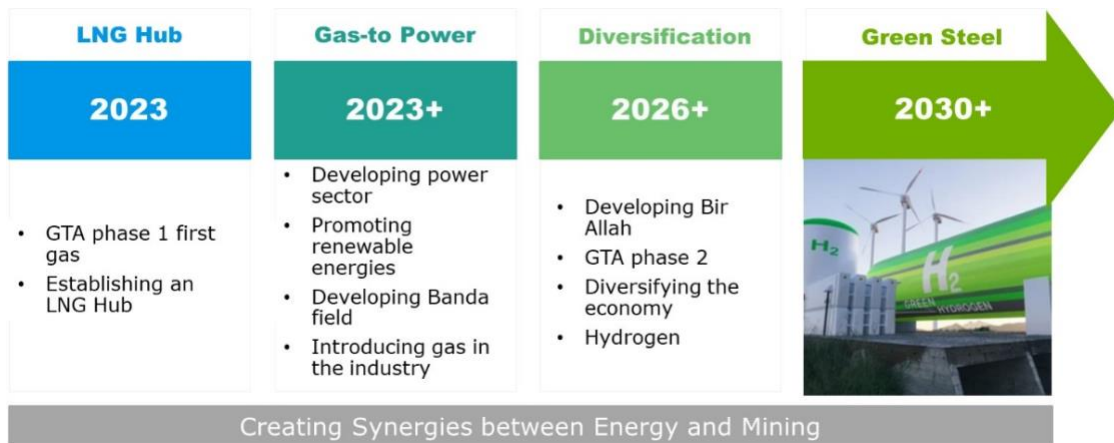 LNG Hub
2023
• GTA phase 1 first
gas
• Establishing an
LNG Hub
Gas-to Power
2023+
• Developing power
sector
• Promoting
renewable
energies
• Developing Banda
field
• Introducing gas in
the industry
Diversification
2026+
• Developing Bir
Allah
• GTA phase 2
• Diversifying the
economy
• Hydrogen
Green Steel
2030+
H2
H2
GREEN HYDROGEN
Creating Synergies between Energy and Mining